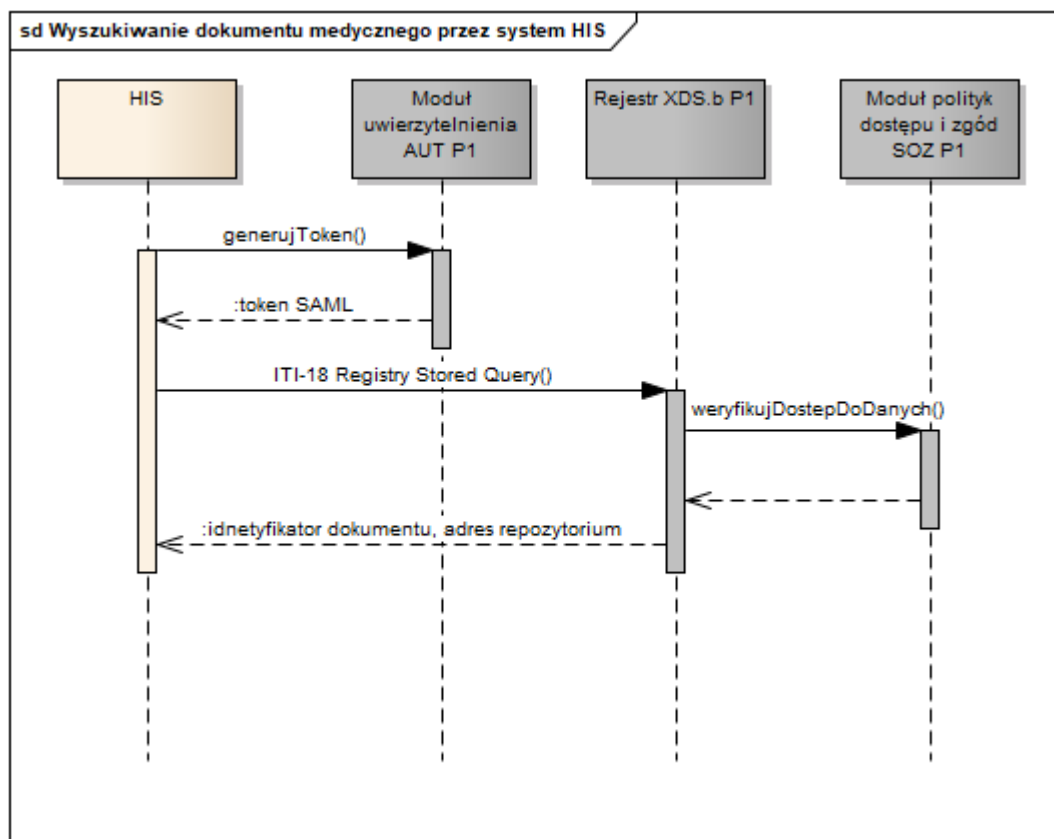 sd Wyszukiwanie dokumentu medycznego przez system HIS
HIS
Moduł
uwierzytelnienia
AUT P1
Rejestr XDS.b P1
Moduł polityk
dostępu i zgód
SOZ P1
generujToken()
:token SAML
ITI-18 Registry Stored Query()
weryfikujDostepDoDanych()
:idnetyfikator dokumentu, adres repozytorium